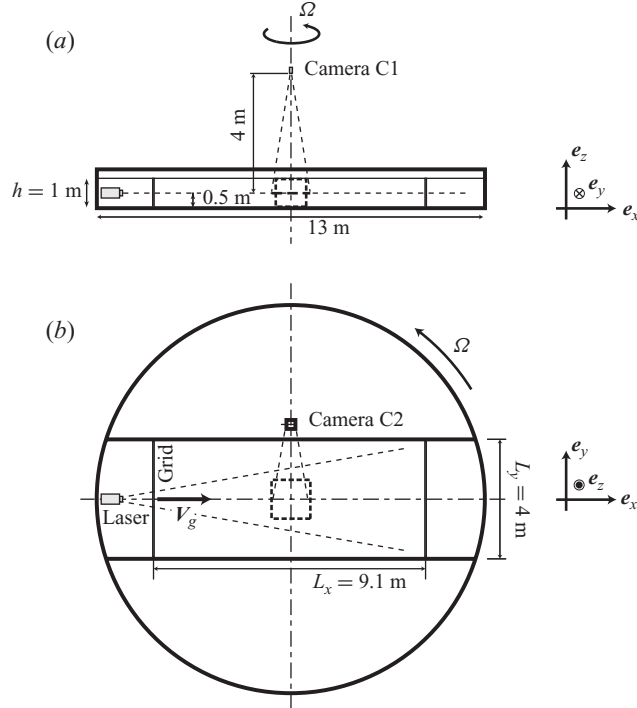 (a)
Ω
Camera C1
4 m
h = 1 m
0.5 m
13 m
e_z
e_y
e_x
(b)
Ω
Camera C2
Grid
Laser
V_g
L_y = 4 m
L_x = 9.1 m
e_y
e_z
e_x